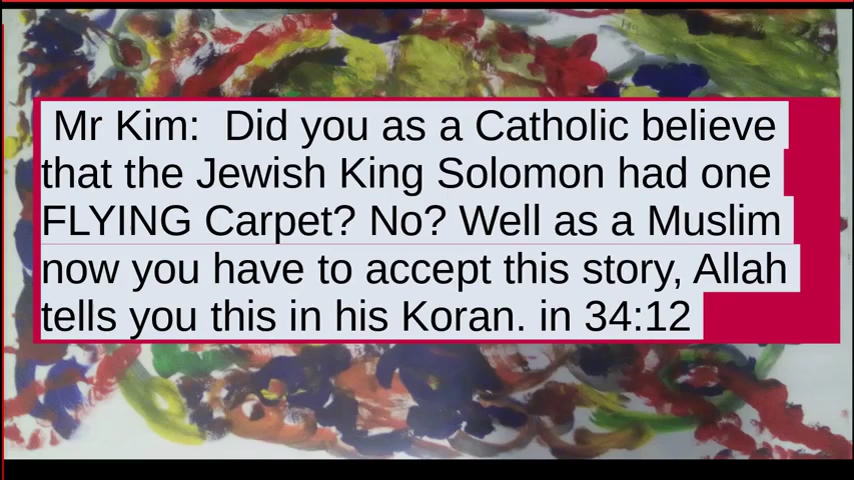 Mr Kim:  Did you as a Catholic believe
that the Jewish King Solomon had one
FLYING Carpet? No? Well as a Muslim
now you have to accept this story, Allah
tells you this in his Koran. in 34:12